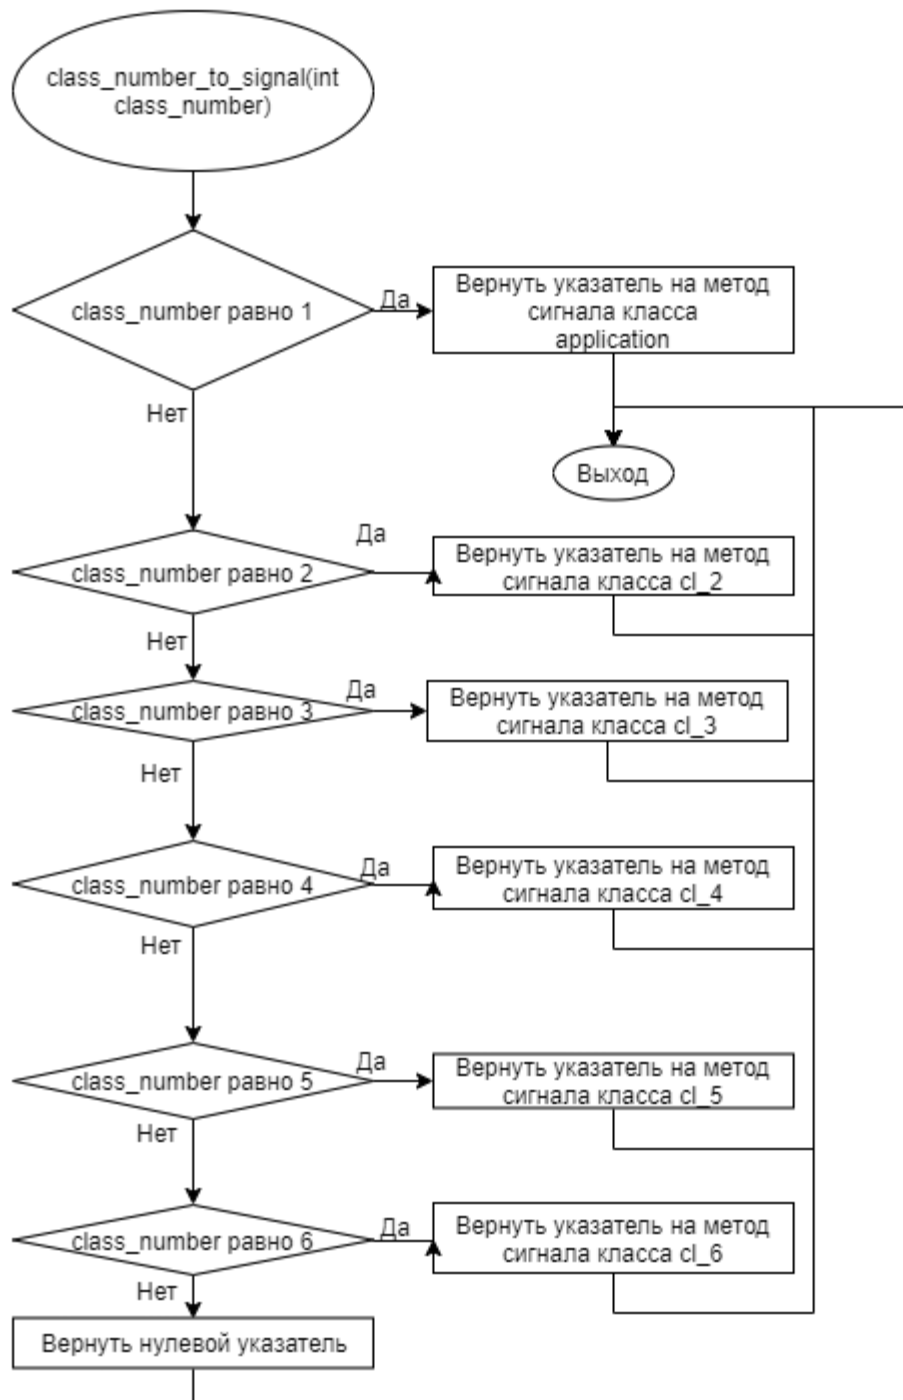 class_number_to_signal(int
class_number)
class_number равно 1
Да
Вернуть указатель на метод
сигнала класса
application
Нет
Выход
class_number равно 2
Да
Вернуть указатель на метод
сигнала класса cl_2
Нет
class_number равно 3
Да
Вернуть указатель на метод
сигнала класса cl_3
Нет
class_number равно 4
Да
Вернуть указатель на метод
сигнала класса cl_4
Нет
class_number равно 5
Да
Вернуть указатель на метод
сигнала класса cl_5
Нет
class_number равно 6
Да
Вернуть указатель на метод
сигнала класса cl_6
Нет
Вернуть нулевой указатель